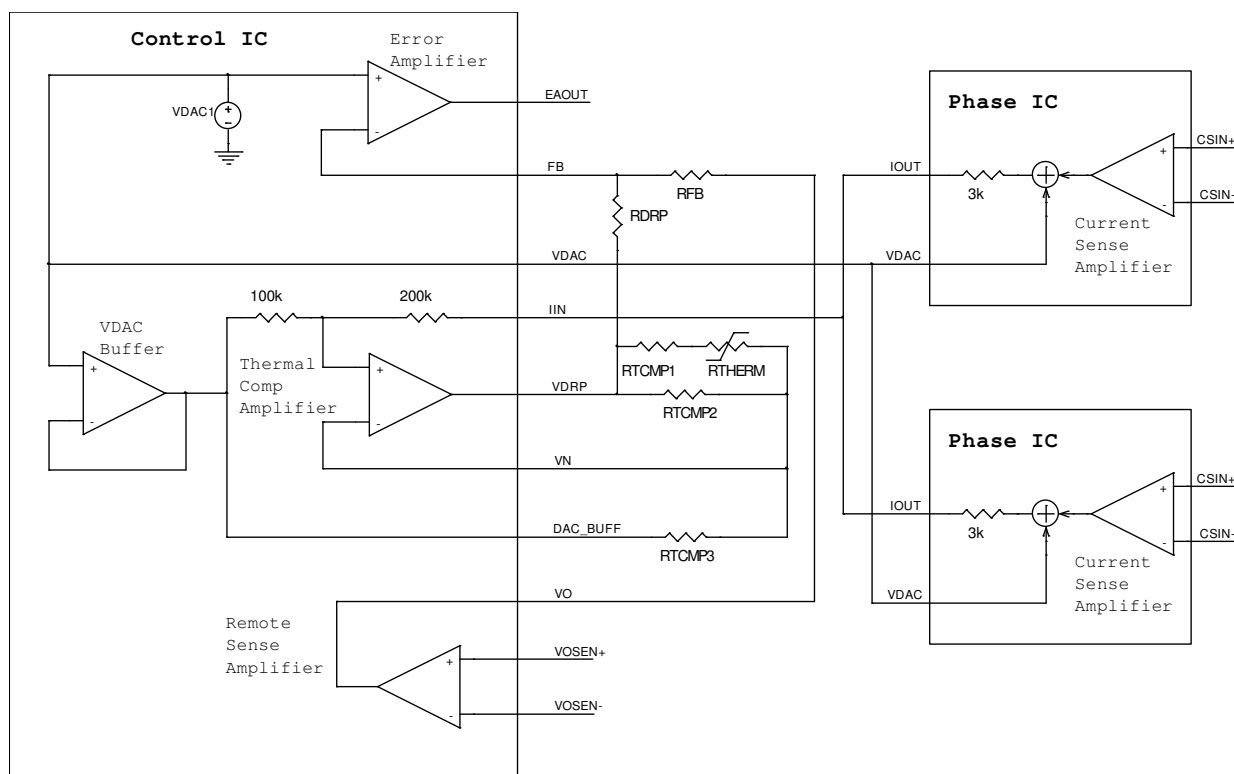 Control IC
Error
Amplifier
VDAC1
+
-
+
-
EAOUT
FB
RFB
RDRP
VDAC
100k
200k
IIN
VDAC
Buffer
+
-
Thermal
Comp
Amplifier
+
-
VDRP
RTCMP1
RTHERM
RTCMP2
VN
DAC_BUFF
RTCMP3
VO
Remote
Sense
Amplifier
+
-
VOSEN+
VOSEN-
Phase IC
IOUT
3k
+
-
CSIN+
CSIN-
Current
Sense
Amplifier
VDAC
Phase IC
IOUT
3k
+
-
CSIN+
CSIN-
Current
Sense
Amplifier
VDAC